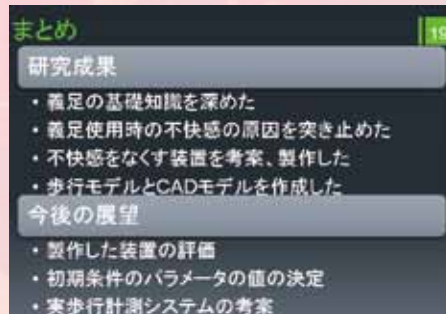 まとめ
19
研究成果
・義足の基礎知識を深めた
・義足使用時の不快感の原因を突き止めた
・不快感をなくす装置を考案、製作した
・歩行モデルとCADモデルを作成した
今後の展望
・製作した装置の評価
・初期条件のパラメータの値の決定
・実歩行計測システムの考案